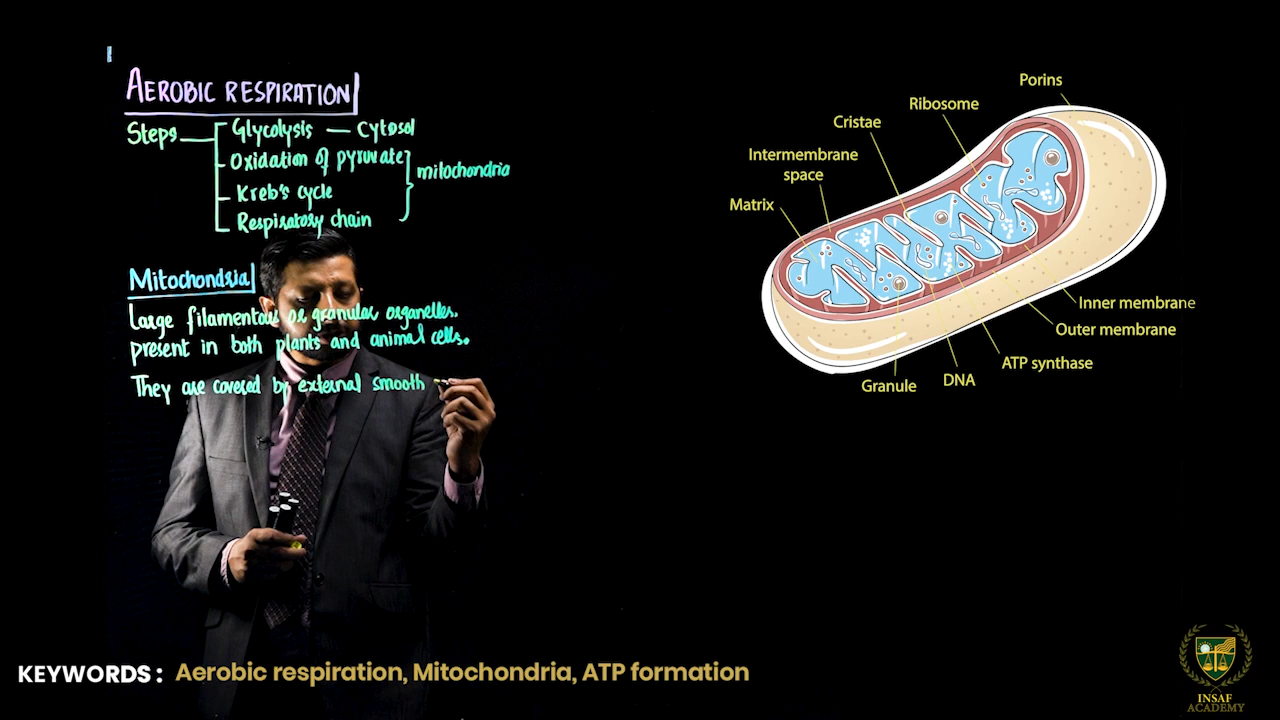 AEROBIC RESPIRATION
Steps
Glycolysis — Cytosol
Oxidation of pyruvate
Kreb's cycle
Respiratory chain
mitochondria
Mitochondria
Large filamentous or granular organelles.
present in both plants and animal cells.
They are covered by external smooth
Porins
Ribosome
Cristae
Intermembrane
space
Matrix
Inner membrane
Outer membrane
ATP synthase
DNA
Granule
KEYWORDS : Aerobic respiration, Mitochondria, ATP formation
INSAF
ACADEMY